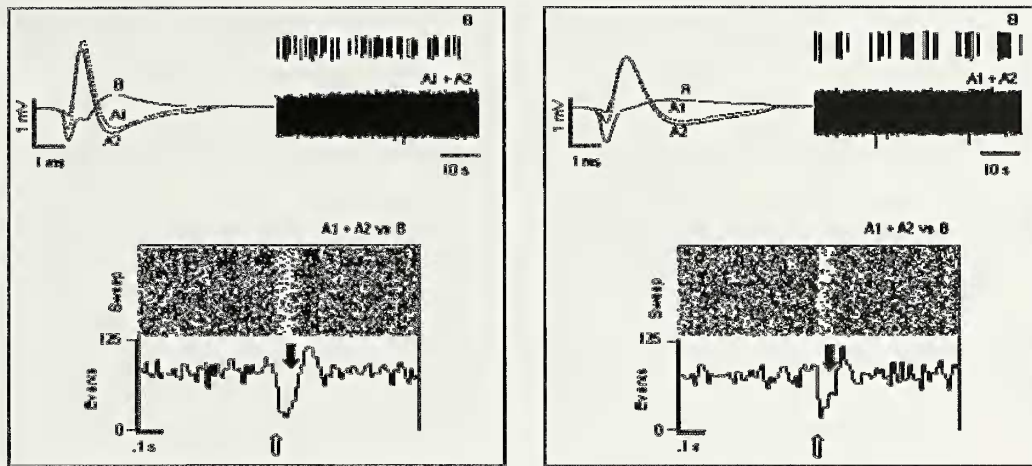 B
A1 + A2
B
A1
A2
1 mV
1 ms
10 s
A1 + A2 vs B
Sweep
125
Events
0
.1 s
B
A1 + A2
B
A1
A2
1 mV
1 ms
10 s
A1 + A2 vs B
Sweep
125
Events
0
.1 s